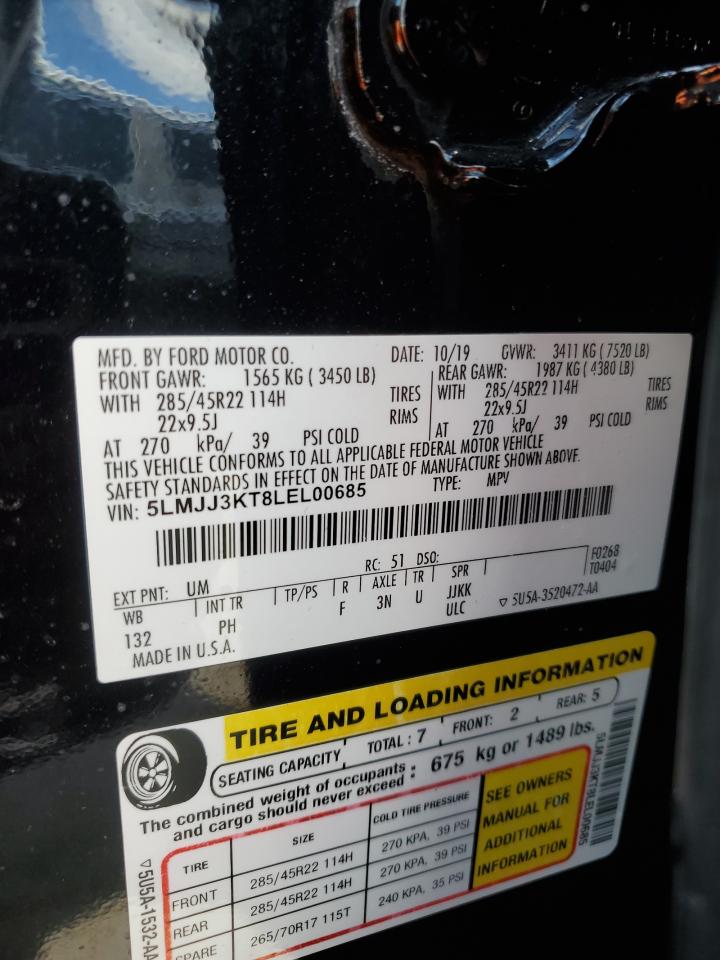 MFD. BY FORD MOTOR CO. DATE: 10/19 GVWR: 3411 KG ( 7520 LB)
FRONT GAWR: 1565 KG ( 3450 LB) REAR GAWR: 1987 KG ( 4380 LB)
WITH 285/45R22 114H TIRES WITH 285/45R22 114H TIRES
22x9.5J RIMS 22x9.5J RIMS
AT 270 kPa/ 39 PSI COLD AT 270 kPa/ 39 PSI COLD
THIS VEHICLE CONFORMS TO ALL APPLICABLE FEDERAL MOTOR VEHICLE
SAFETY STANDARDS IN EFFECT ON THE DATE OF MANUFACTURE SHOWN ABOVE.
VIN: 5LMJJ3KT8LEL00685 TYPE: MPV
RC: 51 DSO: F0268
EXT PNT: UM T0404
WB INT TR TP/PS R AXLE TR SPR
132 PH F 3N U JJKK
ULC
MADE IN U.S.A. 5U5A-3520472-AA
TIRE AND LOADING INFORMATION
SEATING CAPACITY TOTAL : 7 FRONT: 2 REAR: 5
The combined weight of occupants and cargo should never exceed : 675 kg or 1489 lbs.
TIRE SIZE COLD TIRE PRESSURE
FRONT 285/45R22 114H 270 KPA, 39 PSI
REAR 285/45R22 114H 270 KPA, 39 PSI
SPARE 265/70R17 115T 240 KPA, 35 PSI
SEE OWNERS
MANUAL FOR
ADDITIONAL
INFORMATION
5LMJJ3KT8LEL00685
5U5A-1532-AA